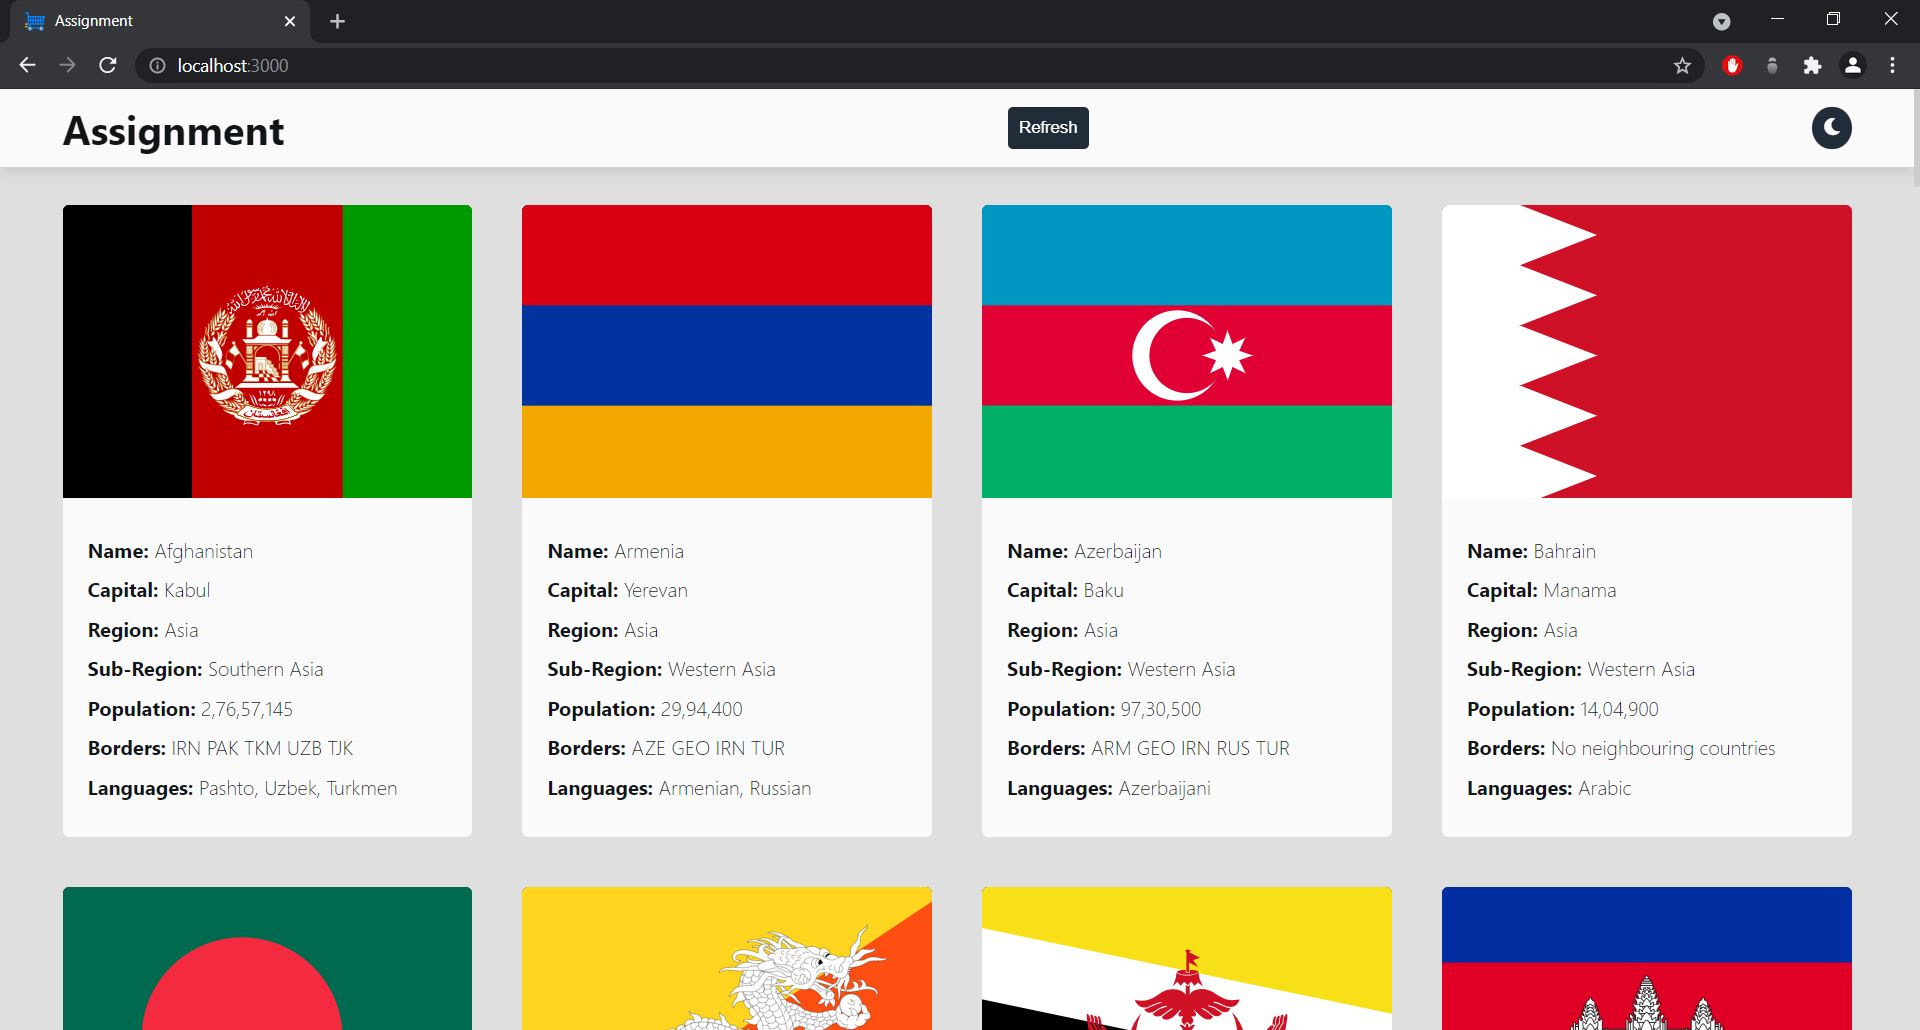 Assignment
localhost:3000
Assignment
Refresh
Name: Afghanistan
Capital: Kabul
Region: Asia
Sub-Region: Southern Asia
Population: 2,76,57,145
Borders: IRN PAK TKM UZB TJK
Languages: Pashto, Uzbek, Turkmen
Name: Armenia
Capital: Yerevan
Region: Asia
Sub-Region: Western Asia
Population: 29,94,400
Borders: AZE GEO IRN TUR
Languages: Armenian, Russian
Name: Azerbaijan
Capital: Baku
Region: Asia
Sub-Region: Western Asia
Population: 97,30,500
Borders: ARM GEO IRN RUS TUR
Languages: Azerbaijani
Name: Bahrain
Capital: Manama
Region: Asia
Sub-Region: Western Asia
Population: 14,04,900
Borders: No neighbouring countries
Languages: Arabic